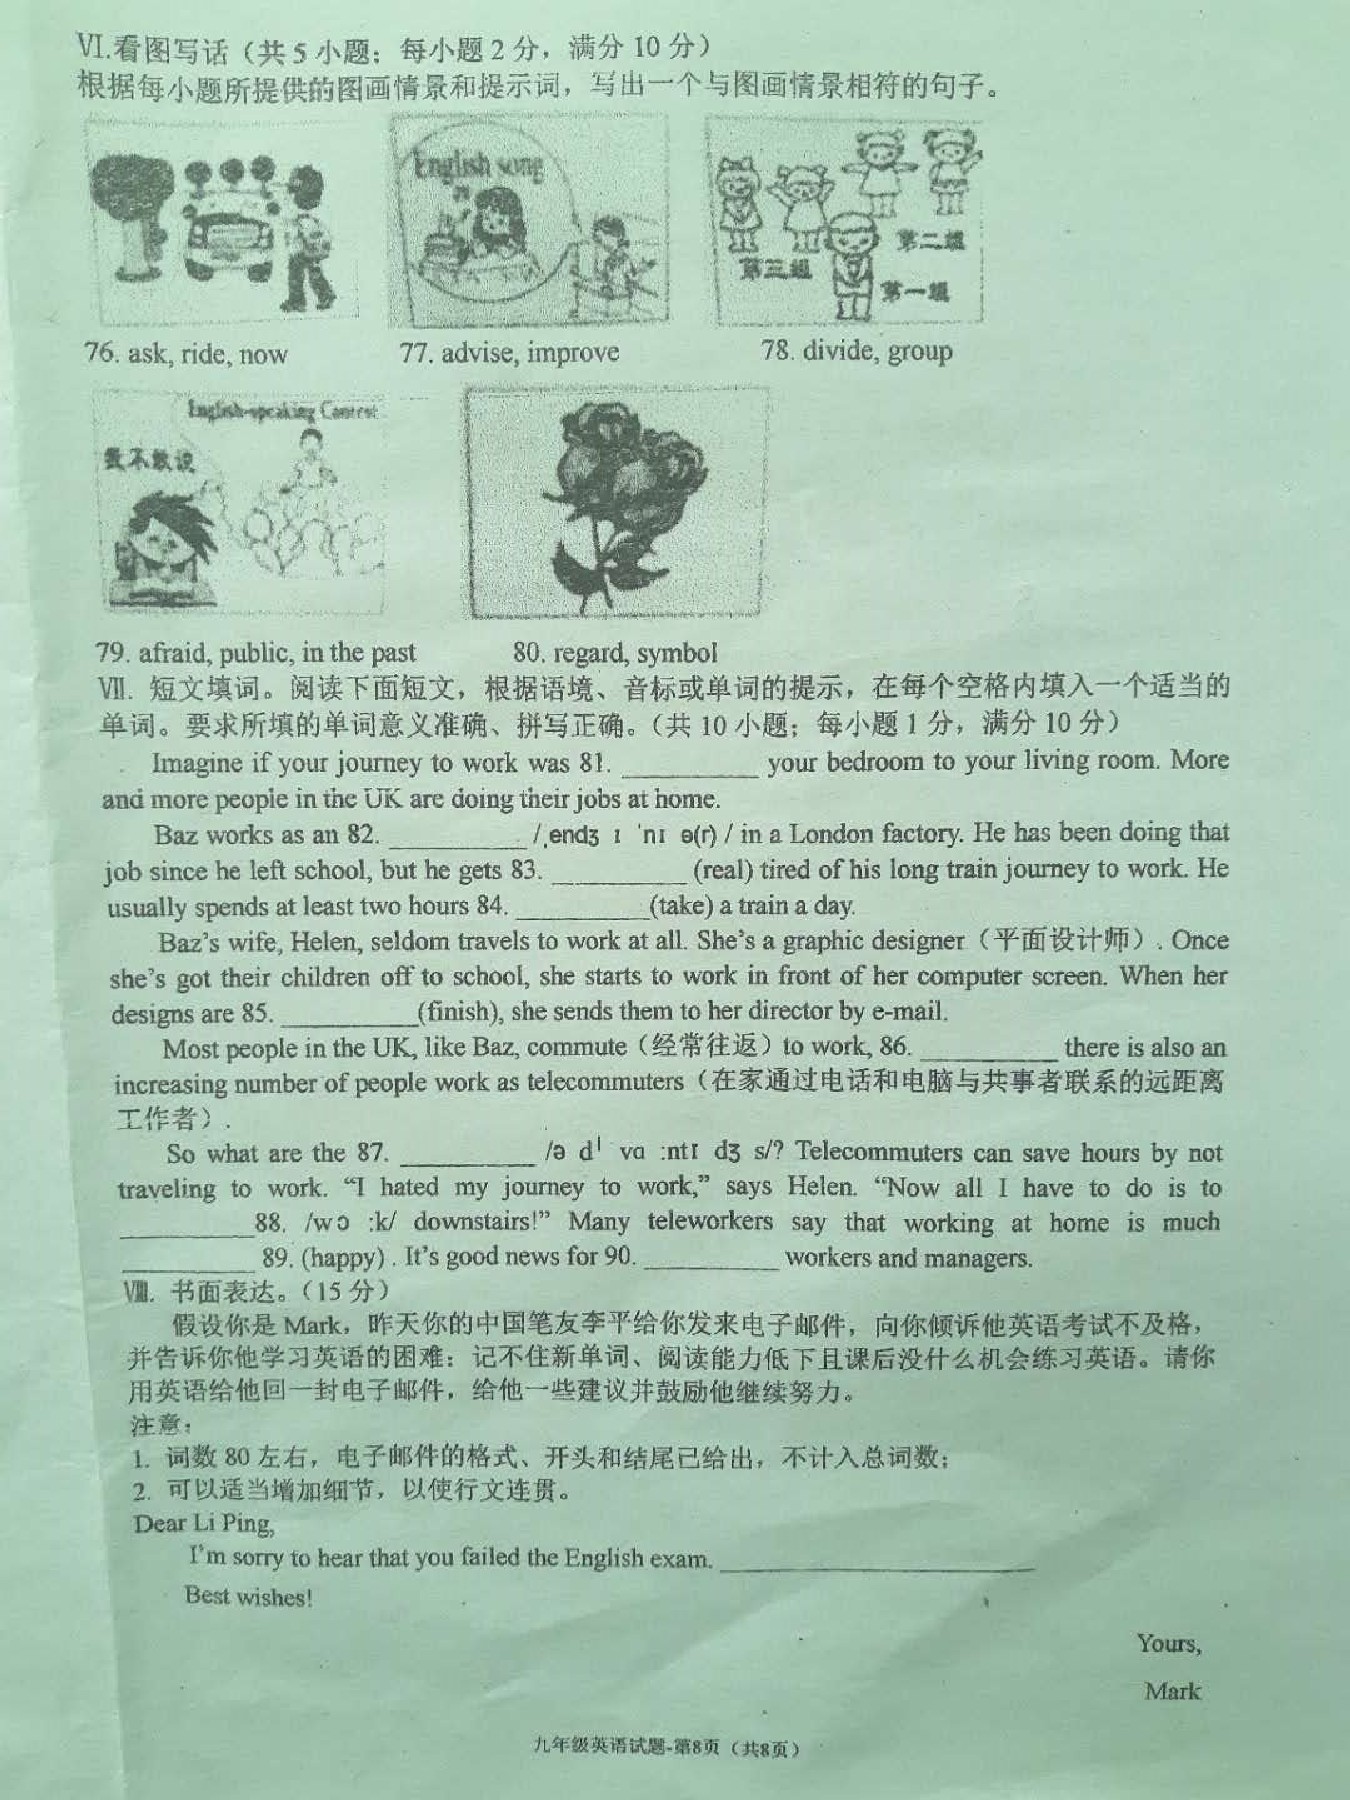 VI.看图写话（共5小题；每小题2分，满分10分）
根据每小题所提供的图画情景和提示词，写出一个与图画情景相符的句子。
English song
第二组
第三组
第一组
76. ask, ride, now
77. advise, improve
78. divide, group
English-speaking Contest
我不敢说
79. afraid, public, in the past
80. regard, symbol
Ⅶ. 短文填词。阅读下面短文，根据语境、音标或单词的提示，在每个空格内填入一个适当的
单词。要求所填的单词意义准确、拼写正确。（共10小题；每小题1分，满分10分）
Imagine if your journey to work was 81. __________ your bedroom to your living room. More
and more people in the UK are doing their jobs at home.
Baz works as an 82. __________ /ˌendʒ ɪ ˈnɪ ə(r) / in a London factory. He has been doing that
job since he left school, but he gets 83. __________ (real) tired of his long train journey to work. He
usually spends at least two hours 84. __________(take) a train a day.
Baz's wife, Helen, seldom travels to work at all. She's a graphic designer（平面设计师）. Once
she's got their children off to school, she starts to work in front of her computer screen. When her
designs are 85. __________(finish), she sends them to her director by e-mail.
Most people in the UK, like Baz, commute（经常往返）to work, 86. __________ there is also an
increasing number of people work as telecommuters（在家通过电话和电脑与共事者联系的远距离
工作者）.
So what are the 87. __________ /ə dˈ vɑ :ntɪ dʒ s/? Telecommuters can save hours by not
traveling to work. “I hated my journey to work,” says Helen. “Now all I have to do is to
__________88. /wɔ :k/ downstairs!” Many teleworkers say that working at home is much
__________ 89. (happy) . It's good news for 90. __________ workers and managers.
Ⅷ. 书面表达。（15分）
假设你是Mark，昨天你的中国笔友李平给你发来电子邮件，向你倾诉他英语考试不及格，
并告诉你他学习英语的困难：记不住新单词、阅读能力低下且课后没什么机会练习英语。请你
用英语给他回一封电子邮件，给他一些建议并鼓励他继续努力。
注意：
1. 词数80左右，电子邮件的格式、开头和结尾已给出，不计入总词数；
2. 可以适当增加细节，以使行文连贯。
Dear Li Ping,
I'm sorry to hear that you failed the English exam. __________
Best wishes!
Yours,
Mark
九年级英语试题-第8页（共8页）